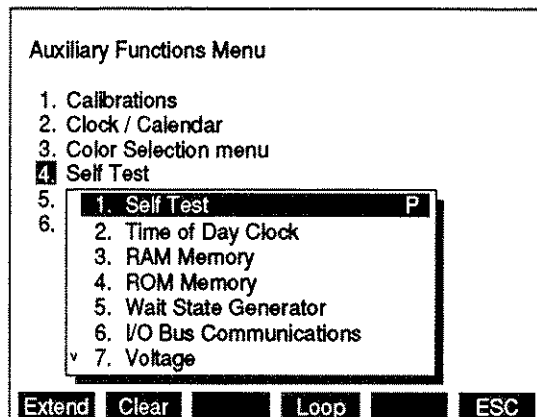 Auxiliary Functions Menu
1. Calibrations
2. Clock / Calendar
3. Color Selection menu
4. Self Test
5.
6.
1. Self Test P
2. Time of Day Clock
3. RAM Memory
4. ROM Memory
5. Wait State Generator
6. I/O Bus Communications
v 7. Voltage
Extend Clear Loop ESC